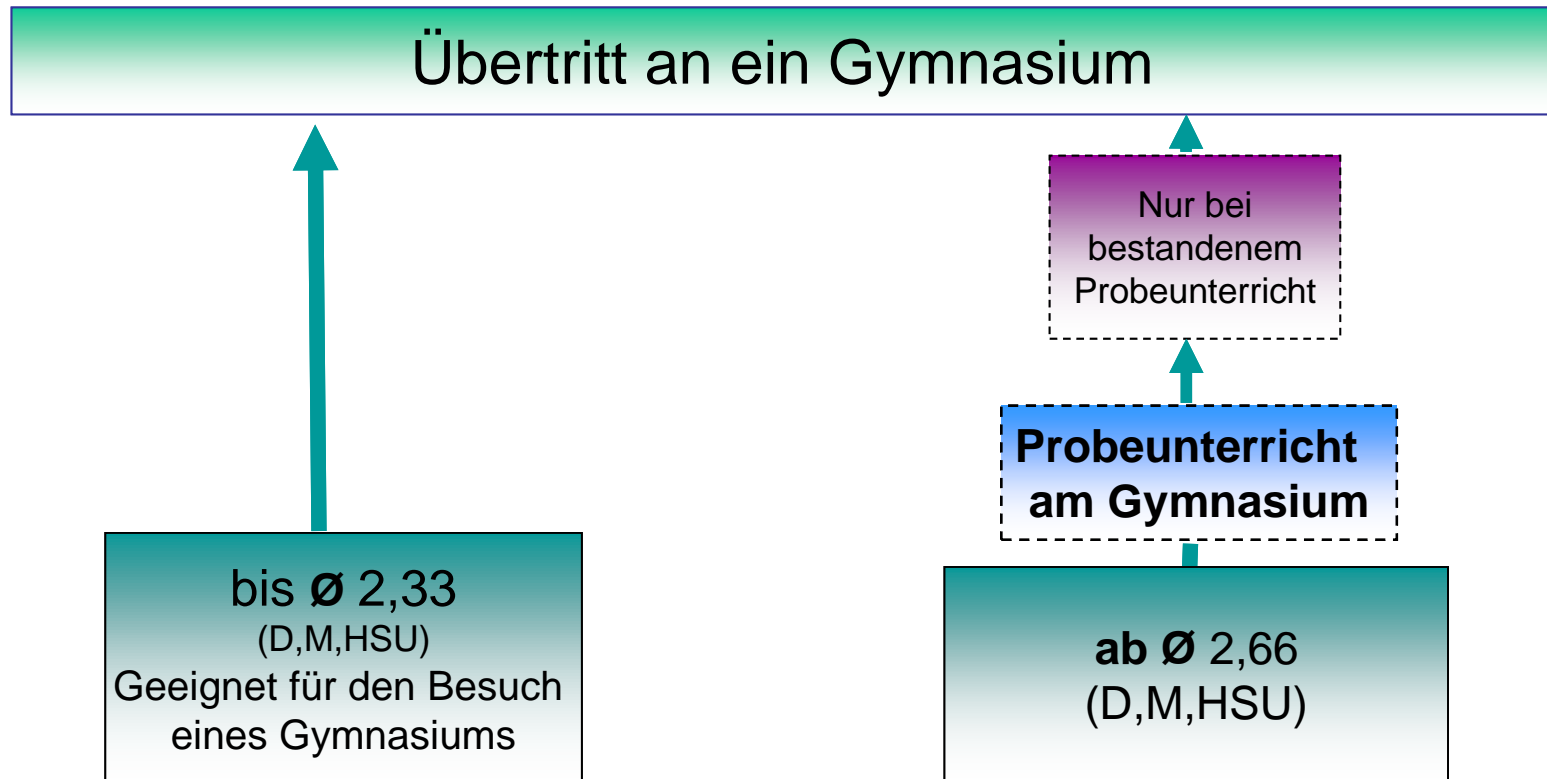 Übertritt an ein Gymnasium
Nur bei
bestandenem
Probeunterricht
Probeunterricht
am Gymnasium
bis Ø 2,33
(D,M,HSU)
Geeignet für den Besuch
eines Gymnasiums
ab Ø 2,66
(D,M,HSU)